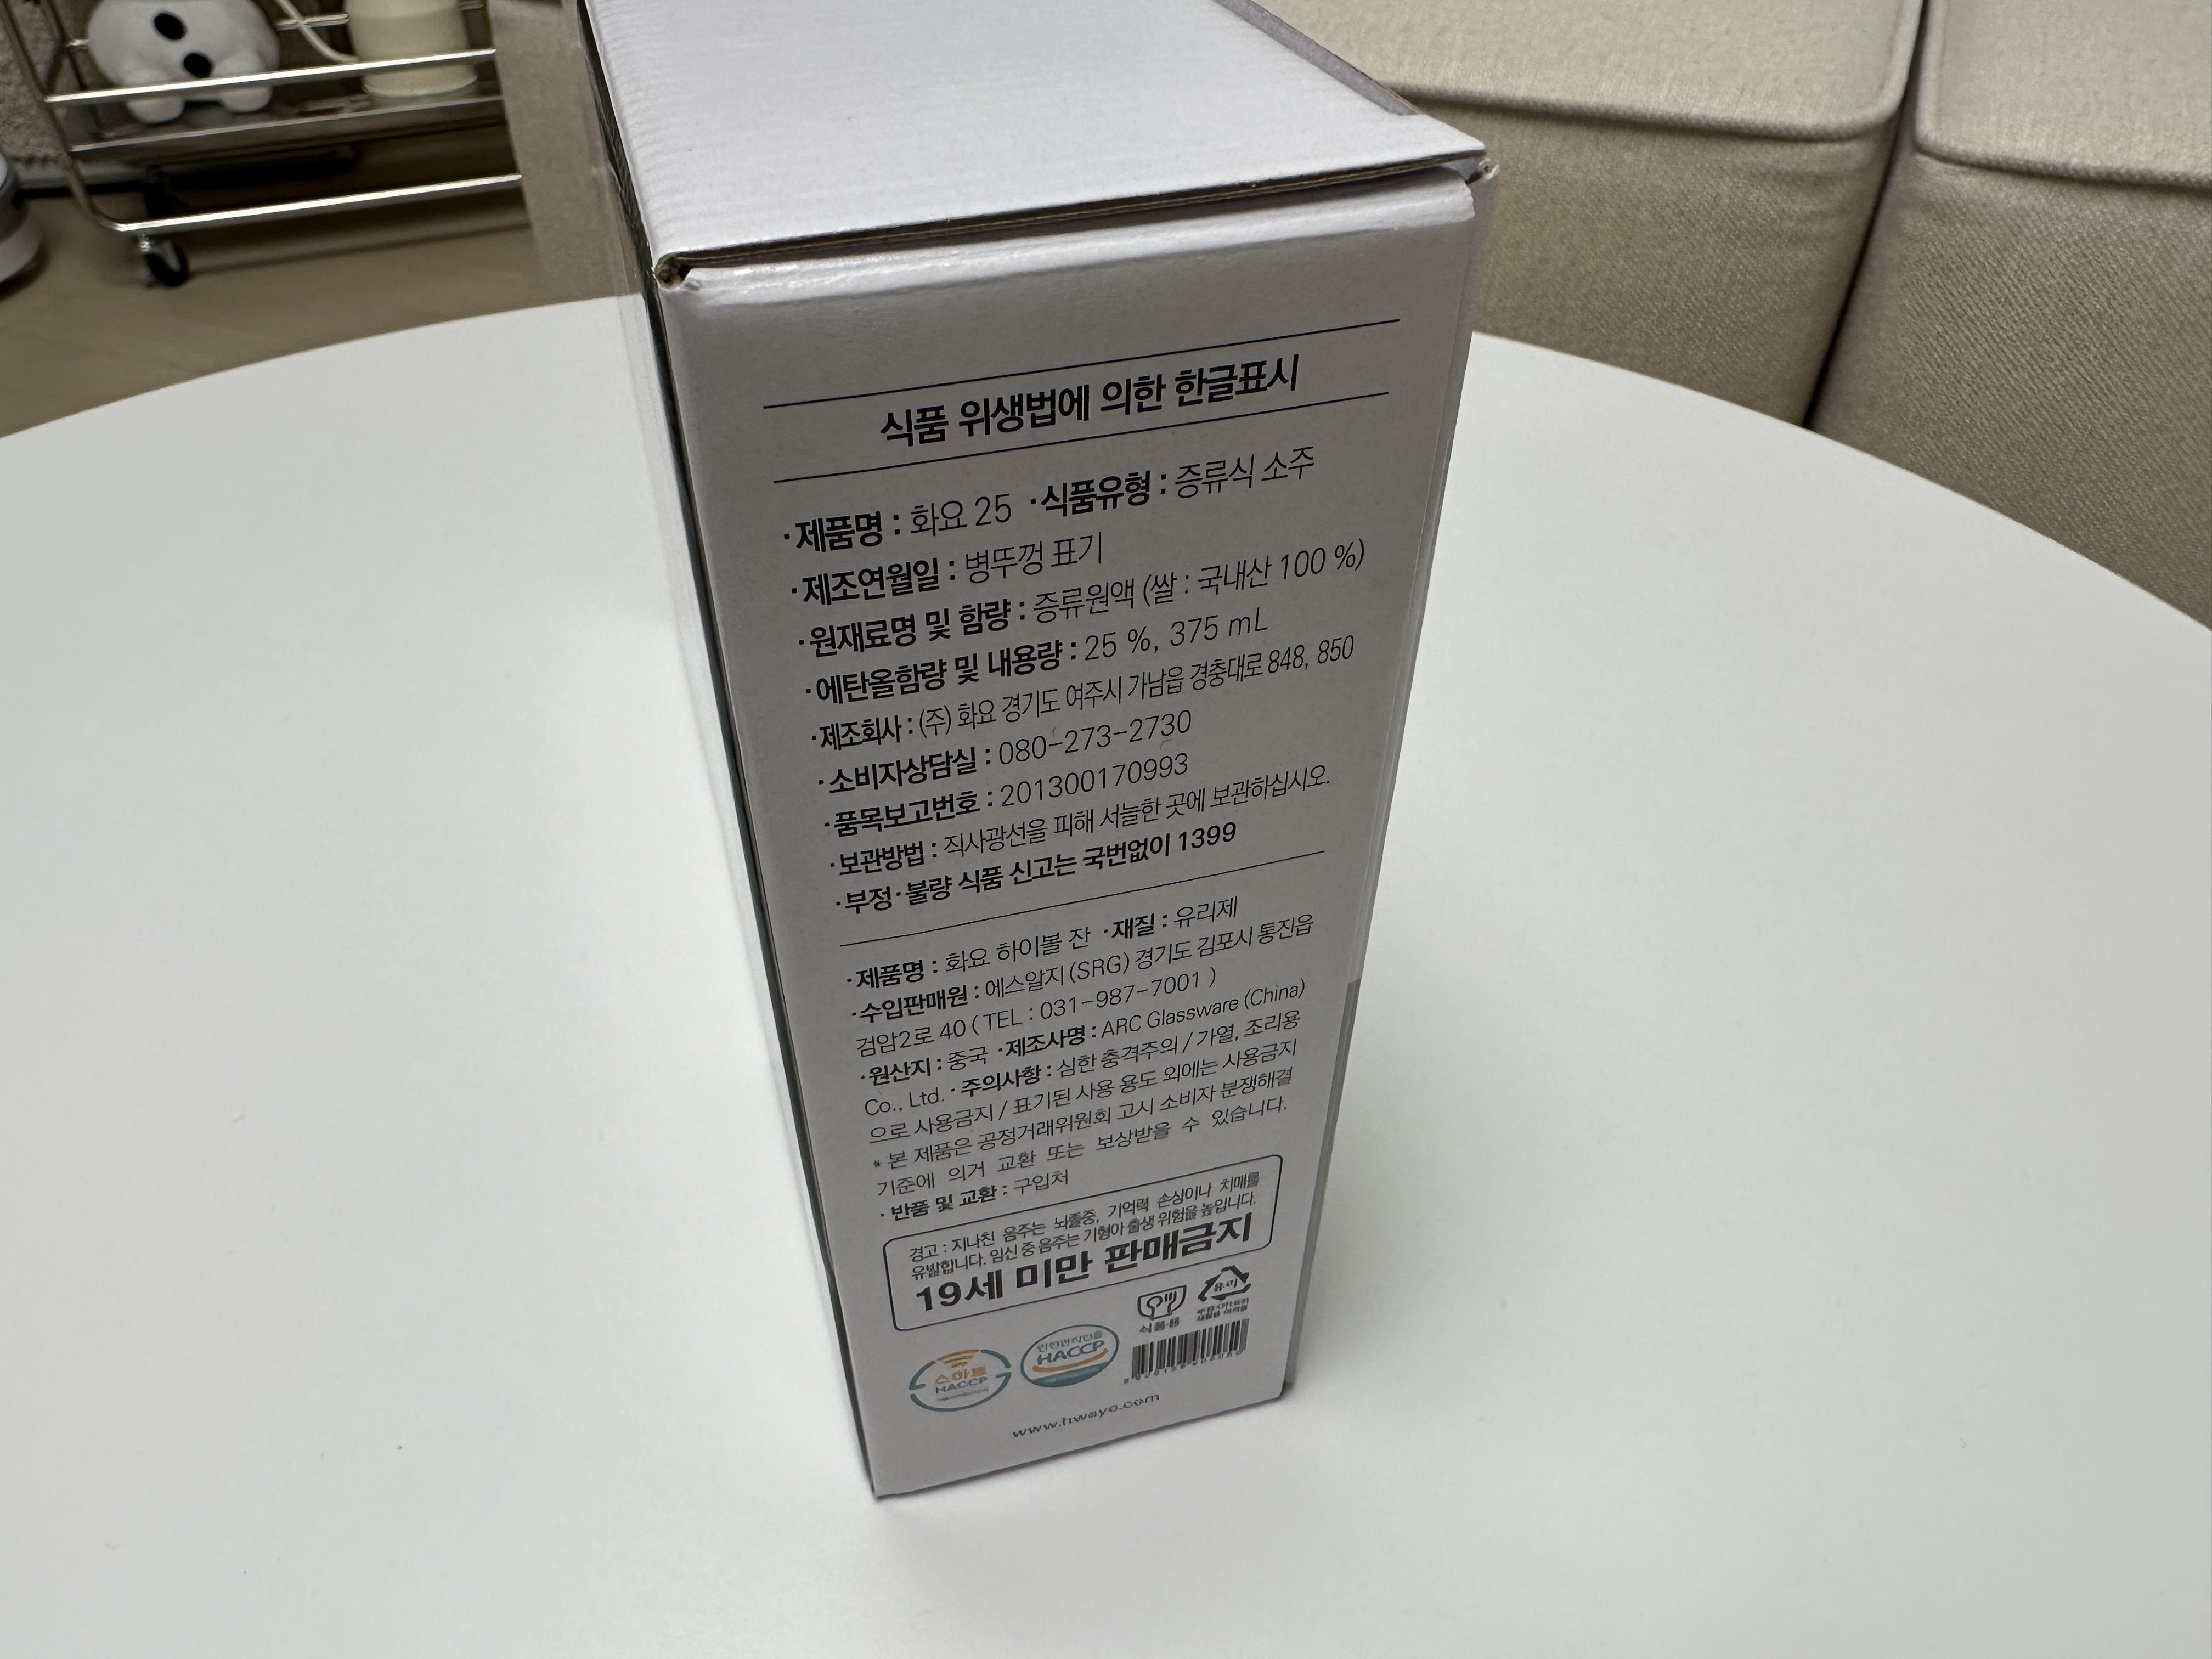 식품 위생법에 의한 한글표시
·제품명 : 화요 25 ·식품유형 : 증류식 소주
·제조연월일 : 병뚜껑 표기
·원재료명 및 함량 : 증류원액 (쌀 : 국내산 100 %)
·에탄올함량 및 내용량 : 25 %, 375 mL
·제조회사 : (주) 화요 경기도 여주시 가남읍 경충대로 848, 850
·소비자상담실 : 080-273-2730
·품목보고번호 : 201300170993
·보관방법 : 직사광선을 피해 서늘한 곳에 보관하십시오.
·부정·불량 식품 신고는 국번없이 1399
·제품명 : 화요 하이볼 잔 ·재질 : 유리제
·수입판매원 : 에스알지 (SRG) 경기도 김포시 통진읍
검암2로 40 ( TEL : 031-987-7001 )
·원산지 : 중국 ·제조사명 : ARC Glassware (China)
Co., Ltd. · 주의사항 : 심한 충격주의 / 가열, 조리용
으로 사용금지 / 표기된 사용 용도 외에는 사용금지
* 본 제품은 공정거래위원회 고시 소비자 분쟁해결
기준에 의거 교환 또는 보상받을 수 있습니다.
· 반품 및 교환 : 구입처
경고 : 지나친 음주는 뇌졸중, 기억력 손상이나 치매를
유발합니다. 임신 중 음주는 기형아 출생 위험을 높입니다.
19세 미만 판매금지
식품용
유리
스마트
HACCP
안전관리인증
HACCP
www.hwayo.com